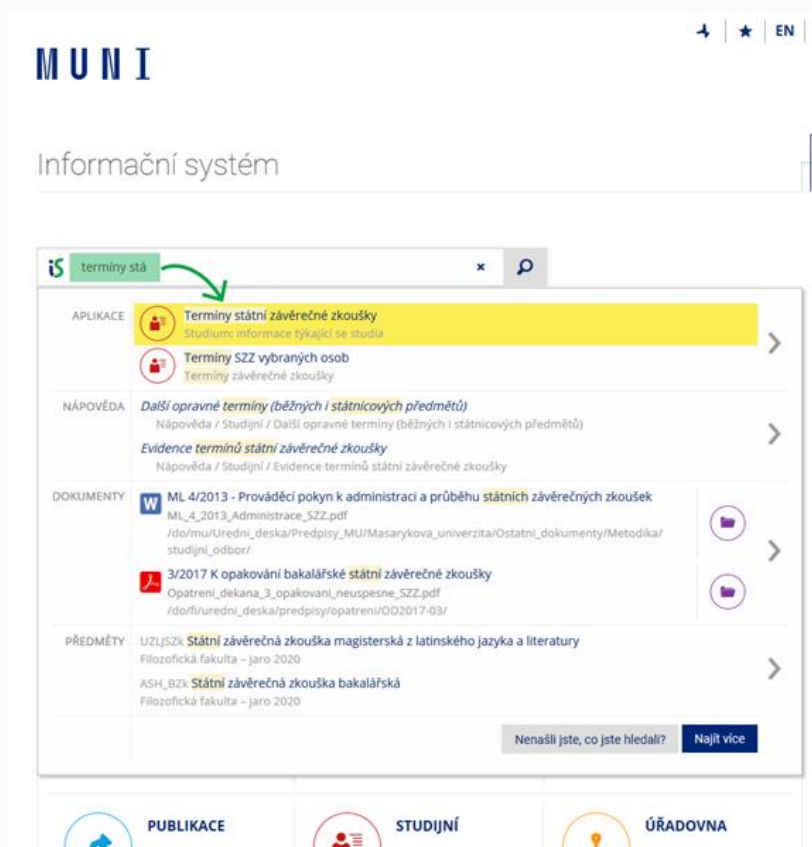 EN
MUNI
Informační systém
is termíny stá
APLIKACE
Termíny státní závěrečné zkoušky
Studium: informace týkající se studia
Termíny SZZ vybraných osob
Termíny závěrečné zkoušky
NÁPOVĚDA
Další opravné termíny (běžných i státnicových předmětů)
Nápověda / Studijní / Další opravné termíny (běžných i státnicových předmětů)
Evidence termínů státní závěrečné zkoušky
Nápověda / Studijní / Evidence termínů státní závěrečné zkoušky
DOKUMENTY
W
ML 4/2013 - Prováděcí pokyn k administraci a průběhu státních závěrečných zkoušek
ML_4_2013_Administrace_SZZ.pdf
/do/mu/Uredni_deska/Predpisy_MU/Masarykova_univerzita/Ostatni_dokumenty/Metodika/
studijni_odbor/
3/2017 K opakování bakalářské státní závěrečné zkoušky
Opatreni_dekana_3_opakovani_neuspesne_SZZ.pdf
/do/fi/uredni_deska/predpisy/opatreni/OD2017-03/
PŘEDMĚTY
UZLJSZk Státní závěrečná zkouška magisterská z latinského jazyka a literatury
Filozofická fakulta – jaro 2020
ASH_BZk Státní závěrečná zkouška bakalářská
Filozofická fakulta – jaro 2020
Nenašli jste, co jste hledali?
Najít více
PUBLIKACE
STUDIJNÍ
ÚŘADOVNA